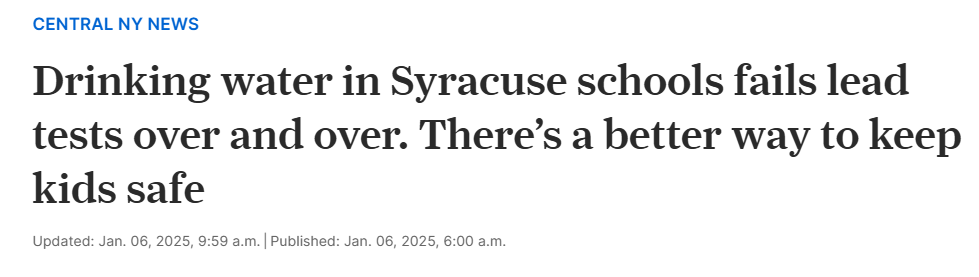 CENTRAL NY NEWS
Drinking water in Syracuse schools fails lead
tests over and over. There’s a better way to keep
kids safe
Updated: Jan. 06, 2025, 9:59 a.m. | Published: Jan. 06, 2025, 6:00 a.m.